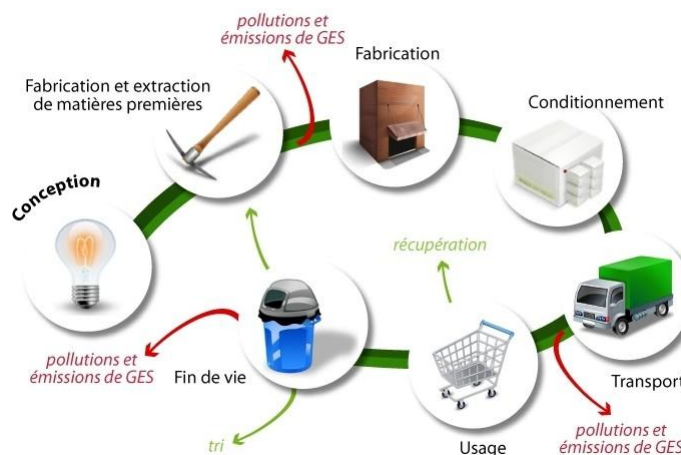 pollutions et
émissions de GES
Fabrication
Fabrication et extraction
de matières premières
Conditionnement
Conception
récupération
pollutions et
émissions de GES
Fin de vie
Transport
tri
Usage
pollutions et
émissions de GES